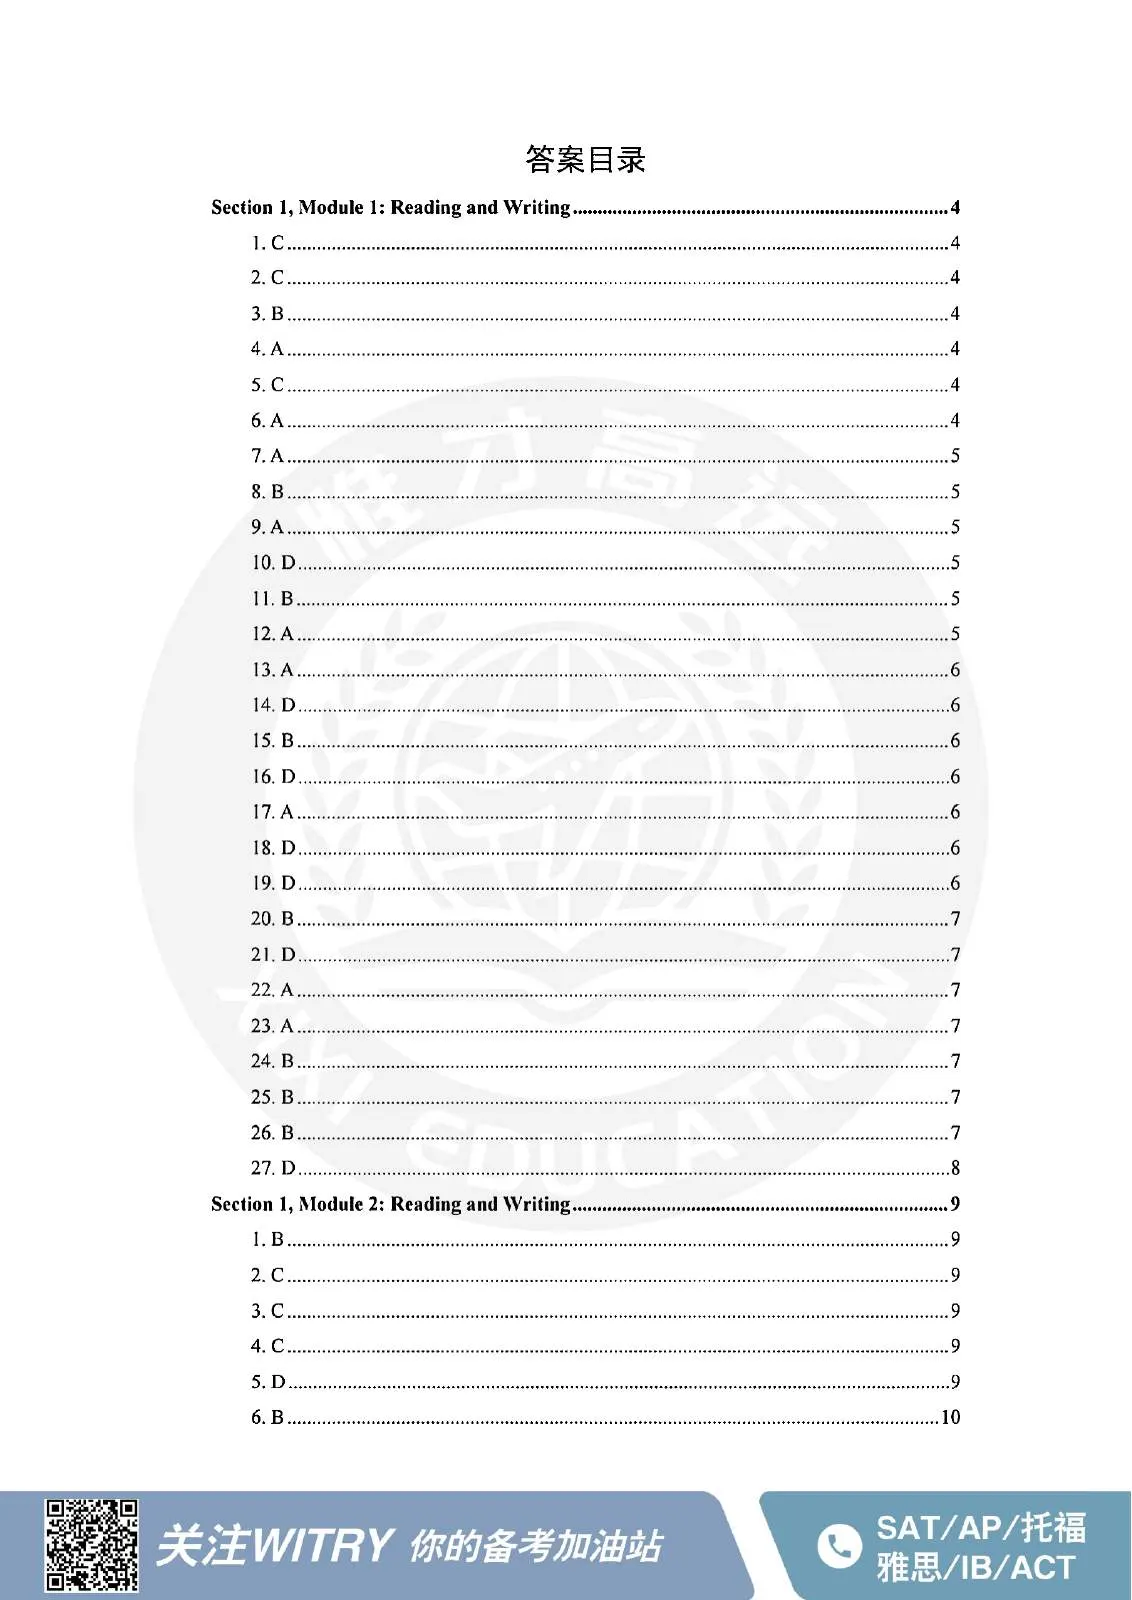 答案目录
Section 1, Module 1: Reading and Writing........................................4
1. C........................................4
2. C........................................4
3. B........................................4
4. A........................................4
5. C........................................4
6. A........................................4
7. A........................................5
8. B........................................5
9. A........................................5
10. D........................................5
11. B........................................5
12. A........................................5
13. A........................................6
14. D........................................6
15. B........................................6
16. D........................................6
17. A........................................6
18. D........................................6
19. D........................................6
20. B........................................7
21. D........................................7
22. A........................................7
23. A........................................7
24. B........................................7
25. B........................................7
26. B........................................7
27. D........................................8
Section 1, Module 2: Reading and Writing........................................9
1. B........................................9
2. C........................................9
3. C........................................9
4. C........................................9
5. D........................................9
6. B........................................10
惟才高达
EDUCATION
关注WITRY 你的备考加油站
SAT/AP/托福
雅思/IB/ACT